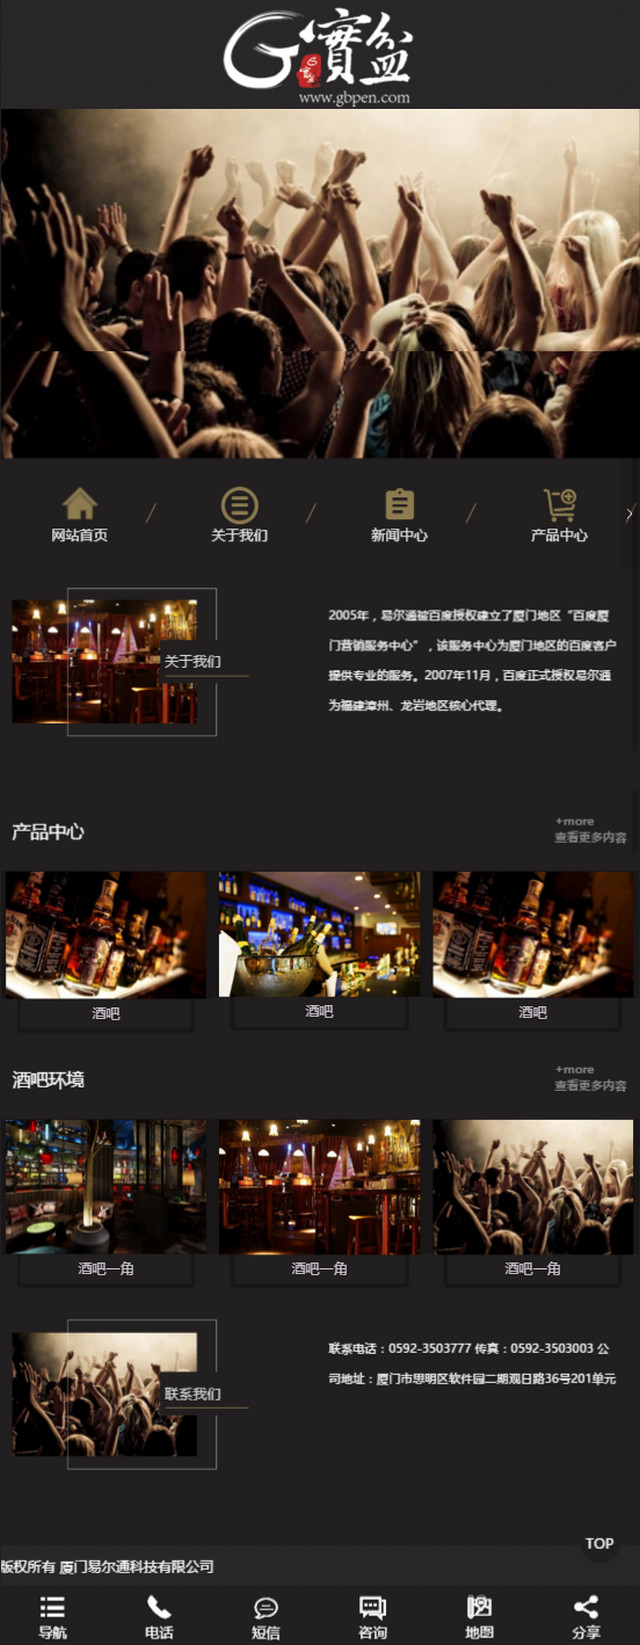 G寶盆
www.gbpen.com
网站首页
关于我们
新闻中心
产品中心
关于我们
2005年，易尔通被百度授权建立了厦门地区“百度厦
门营销服务中心”，该服务中心为厦门地区的百度客户
提供专业的服务。2007年11月，百度正式授权易尔通
为福建漳州、龙岩地区核心代理。
产品中心
+more
查看更多内容
酒吧
酒吧
酒吧
酒吧环境
+more
查看更多内容
酒吧一角
酒吧一角
酒吧一角
联系我们
联系电话：0592-3503777 传真：0592-3503003 公
司地址：厦门市思明区软件园二期观日路36号201单元
TOP
版权所有 厦门易尔通科技有限公司
导航
电话
短信
咨询
地图
分享